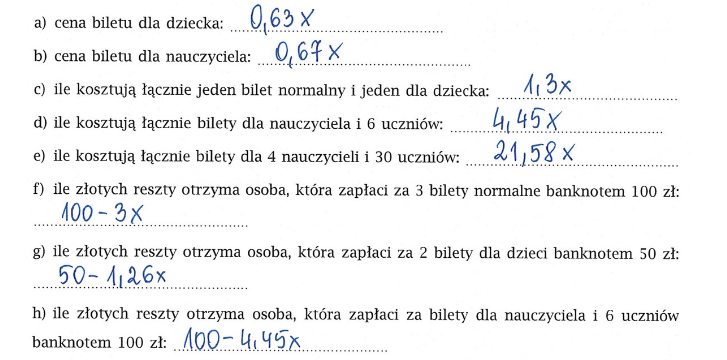 a) cena biletu dla dziecka: 0,63x
b) cena biletu dla nauczyciela: 0,67x
c) ile kosztują łącznie jeden bilet normalny i jeden dla dziecka: 1,3x
d) ile kosztują łącznie bilety dla nauczyciela i 6 uczniów: 4,45x
e) ile kosztują łącznie bilety dla 4 nauczycieli i 30 uczniów: 21,58x
f) ile złotych reszty otrzyma osoba, która zapłaci za 3 bilety normalne banknotem 100 zł:
100-3x
g) ile złotych reszty otrzyma osoba, która zapłaci za 2 bilety dla dzieci banknotem 50 zł:
50-1,26x
h) ile złotych reszty otrzyma osoba, która zapłaci za bilety dla nauczyciela i 6 uczniów
banknotem 100 zł: 100-4,45x